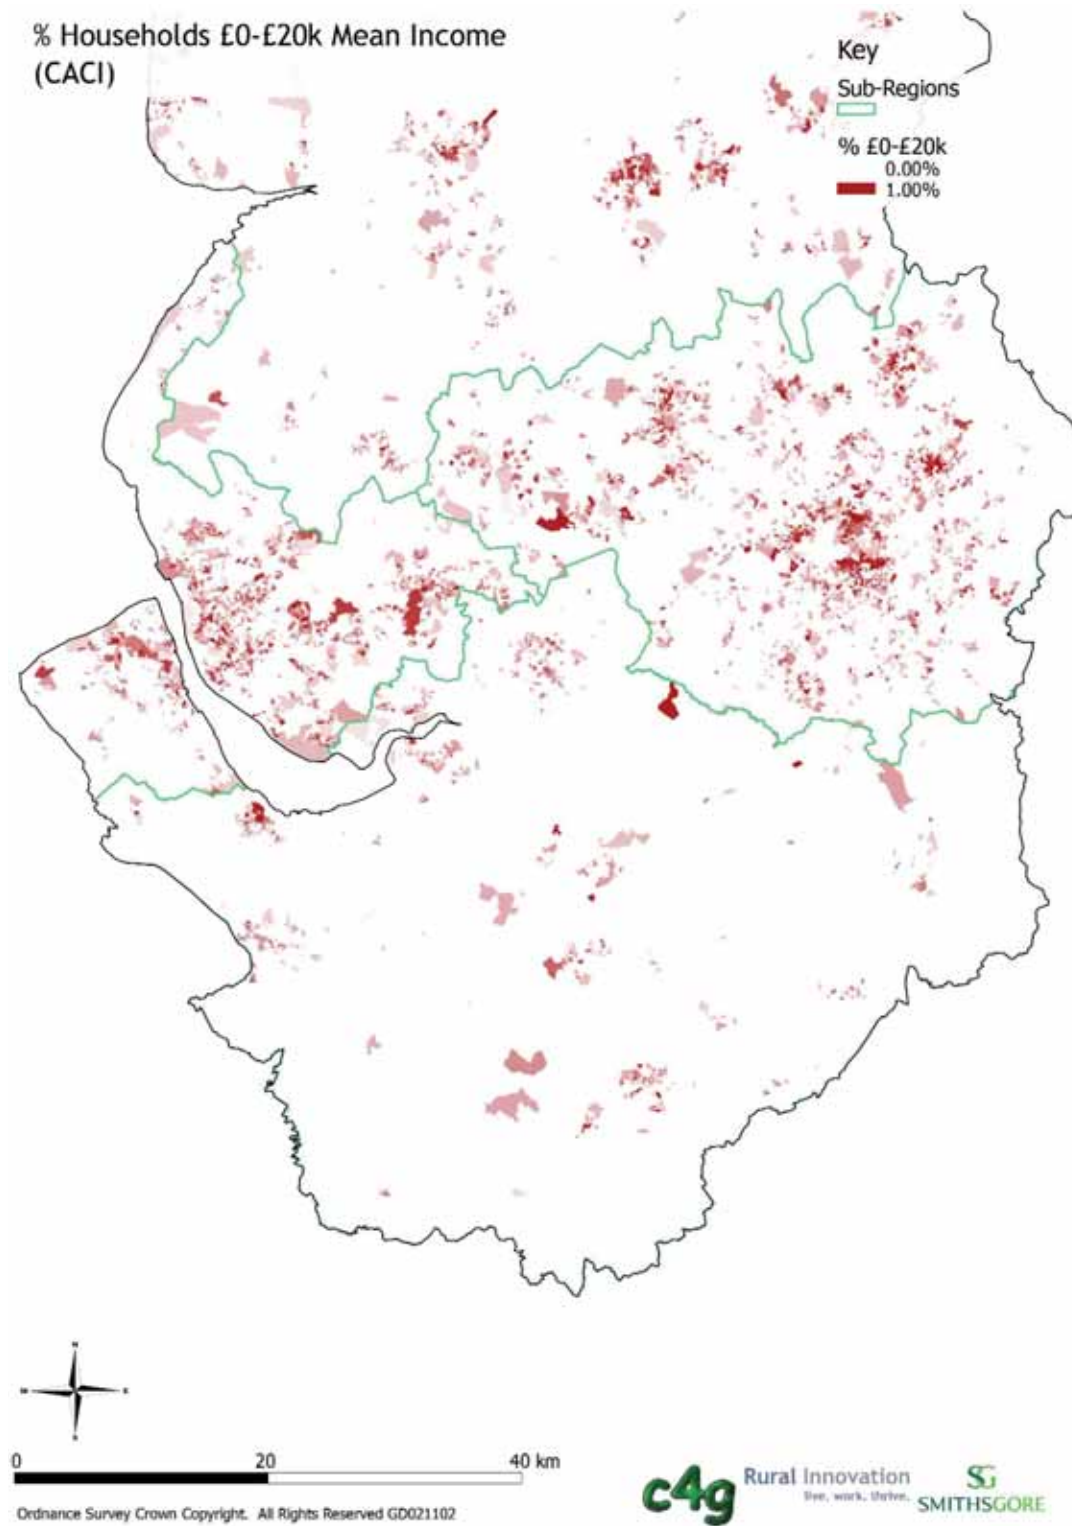 % Households £0-£20k Mean Income
(CACI)
Key
Sub-Regions
% £0-£20k
0.00%
1.00%
N
W
E
S
0 20 40 km
Ordnance Survey Crown Copyright. All Rights Reserved GD021102
c4g
Rural Innovation
live, work, thrive.
SG
SMITHSGORE